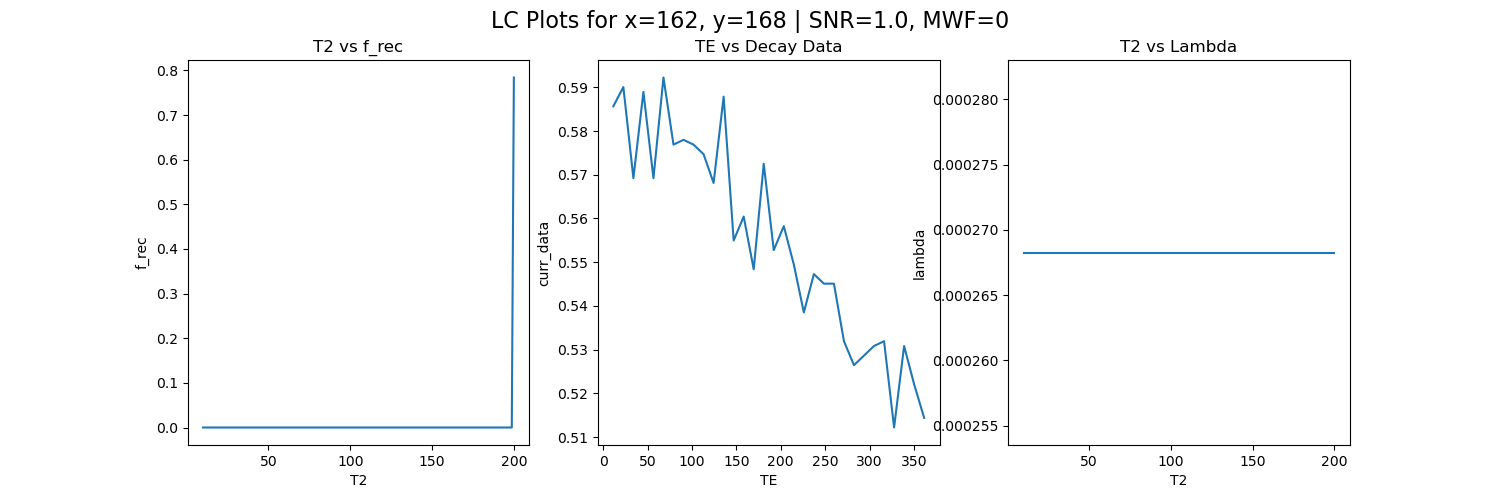 LC Plots for x=162, y=168 | SNR=1.0, MWF=0
T2 vs f_rec
0.8
0.7
0.6
0.5
0.4
0.3
0.2
0.1
0.0
f_rec
50 100 150 200
T2
TE vs Decay Data
0.59
0.58
0.57
0.56
0.55
0.54
0.53
0.52
0.51
curr_data
0 50 100 150 200 250 300 350
TE
T2 vs Lambda
0.000280
0.000275
0.000270
0.000265
0.000260
0.000255
lambda
50 100 150 200
T2